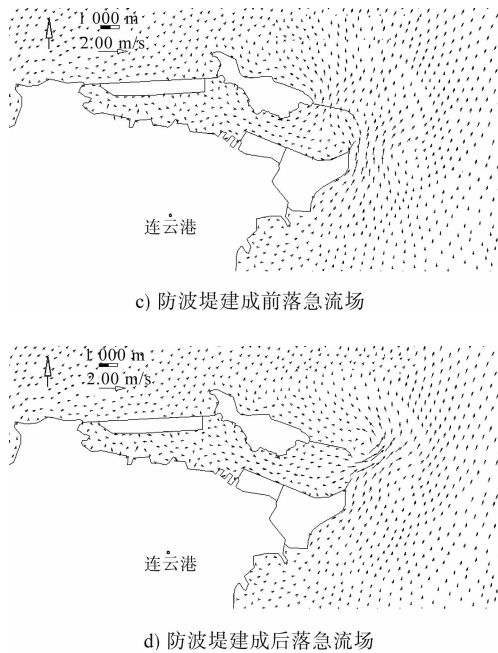 1 000 m
2.00 m/s
连云港
c) 防波堤建成前落急流场
1 000 m
2.00 m/s
连云港
d) 防波堤建成后落急流场